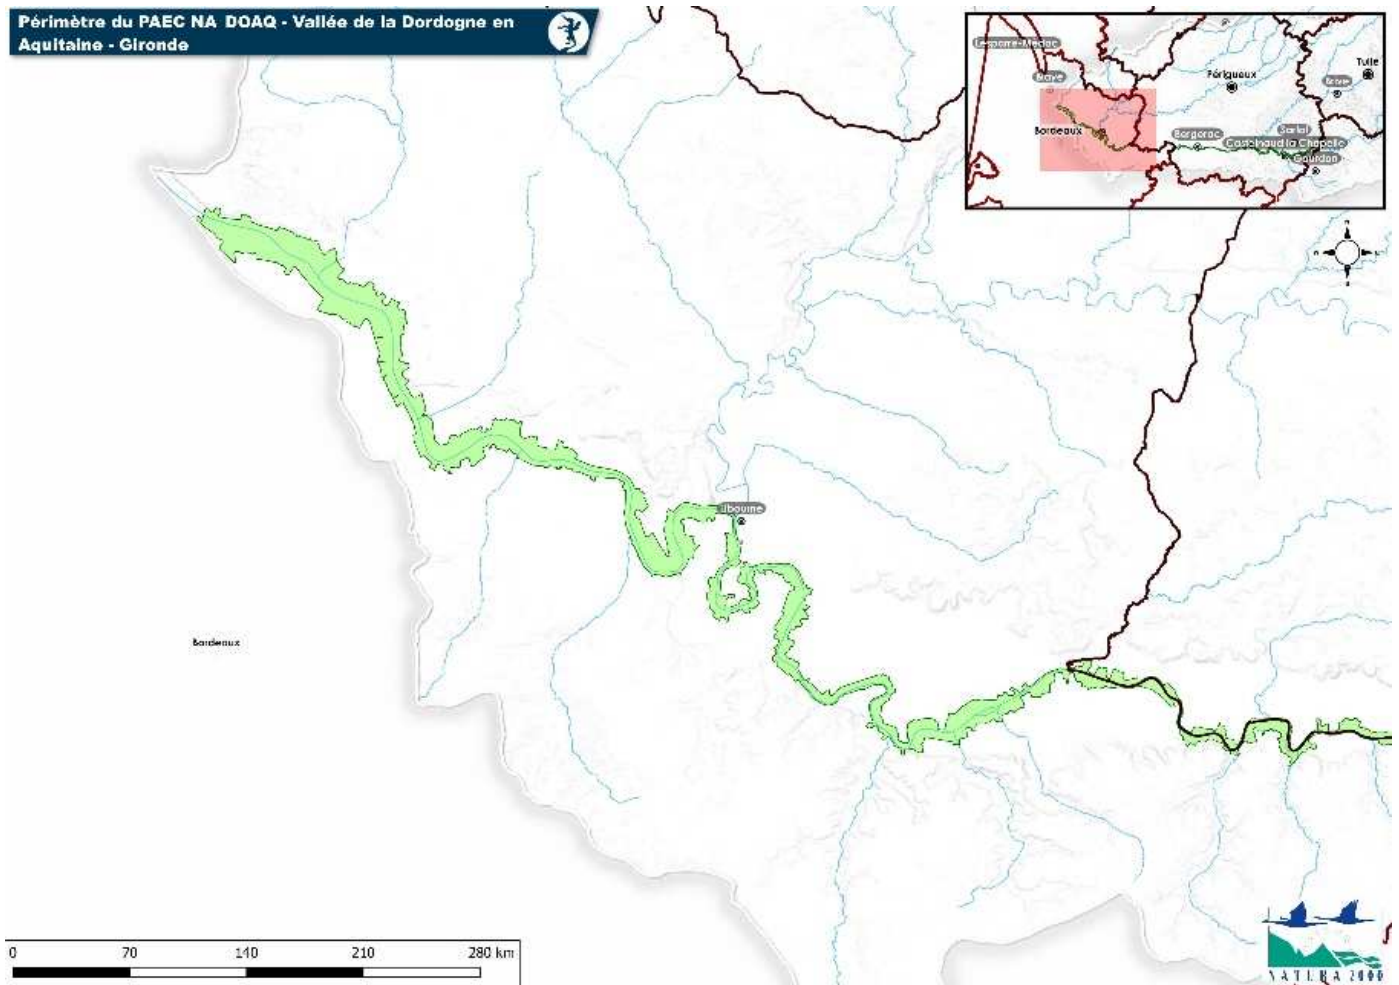 Périmètre du PAEC NA DOAQ - Vallée de la Dordogne en
Aquitaine - Gironde
Lesparre-Médoc
Blaye
Bordeaux
Périgueux
Tulle
Brive
Bergerac
Sarlat
Castelnaud la Chapelle
Gourdon
Libourne
Bordeaux
0 70 140 210 280 km
NATURA 2000